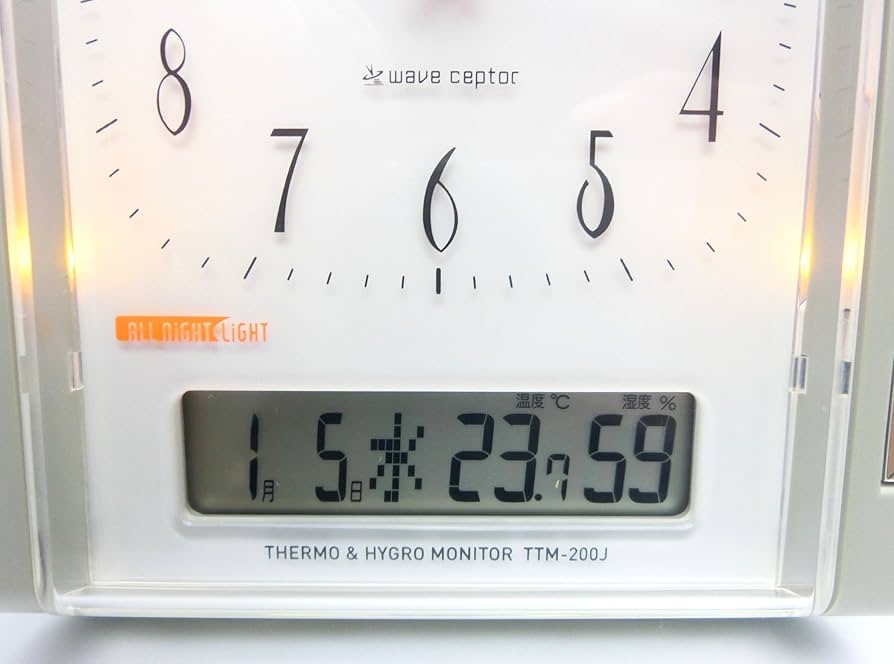 wave ceptor
8 7 6 5 4
ALL NiGHT LiGHT
温度 ℃ 湿度 %
1月 5日 水 23.7 59
THERMO & HYGRO MONITOR TTM-200J